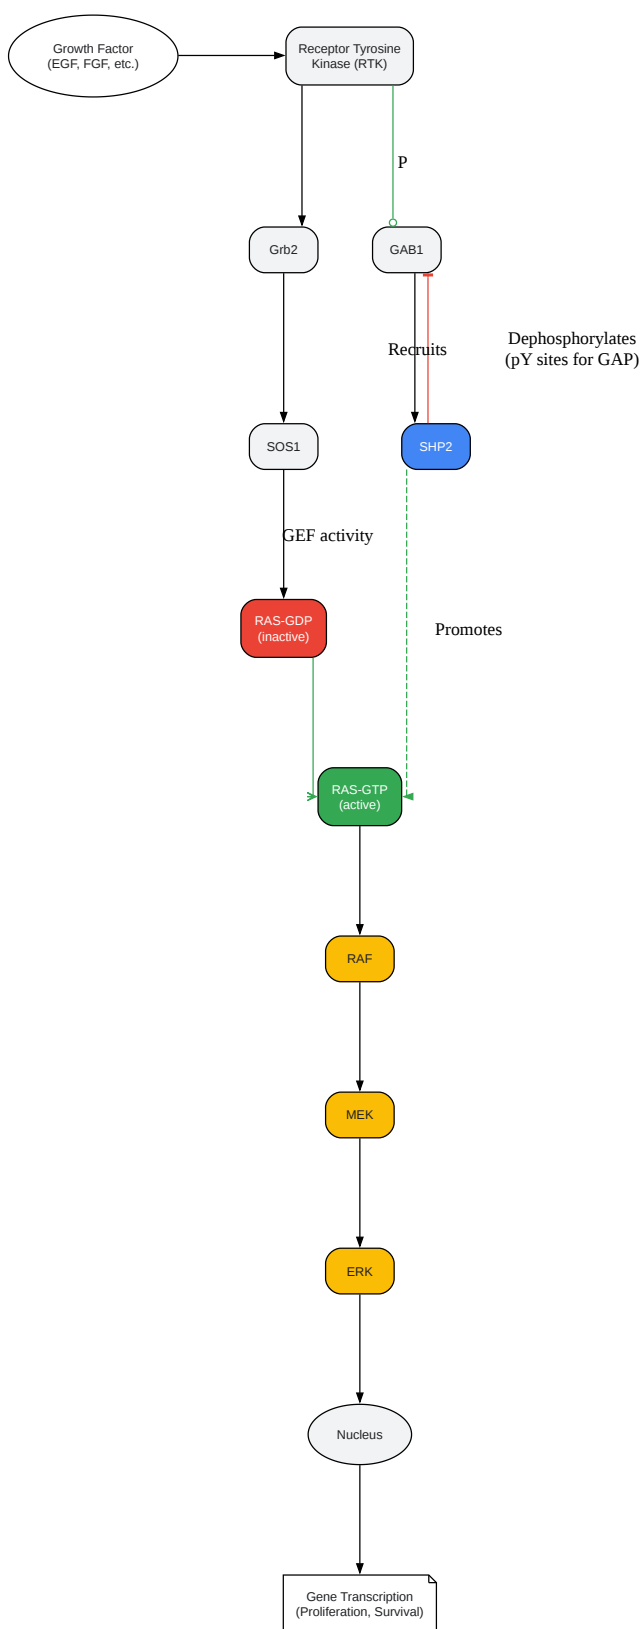 Growth Factor
(EGF, FGF, etc.)
Receptor Tyrosine
Kinase (RTK)
P
Grb2
GAB1
Recruits
Dephosphorylates
(pY sites for GAP)
SOS1
SHP2
GEF activity
RAS-GDP
(inactive)
Promotes
RAS-GTP
(active)
RAF
MEK
ERK
Nucleus
Gene Transcription
(Proliferation, Survival)